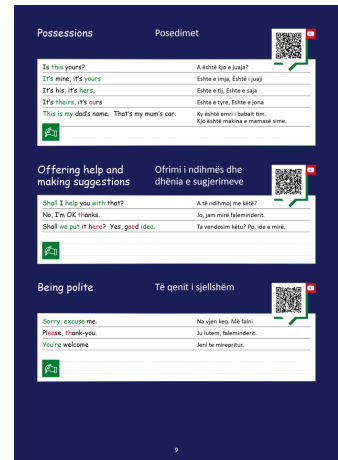 Possessions
Posedimet
Is this yours?
A është kjo e juaja?
It's mine, it's yours
Eshte e imja, Është i juaji
It's his, it's hers,
Eshte e tij, Eshte e saja
It's theirs, it's ours
Eshte e tyre, Eshte e jona
This is my dad's name. That's my mum's car.
Ky është emri i babait tim.
Kjo është makina e mamasë sime.
Offering help and
making suggestions
Ofrimi i ndihmës dhe
dhënia e sugjerimeve
Shall I help you with that?
A të ndihmoj me këtë?
No, I'm OK thanks.
Jo, jam mirë faleminderit.
Shall we put it here? Yes, good idea.
Ta vendosim këtu? Po, ide e mirë.
Being polite
Të qenit i sjellshëm
Sorry, excuse me.
Na vjen keq. Më falni
Please, thank-you.
Ju lutem, faleminderit.
You're welcome
Jeni te mirepritur.
9